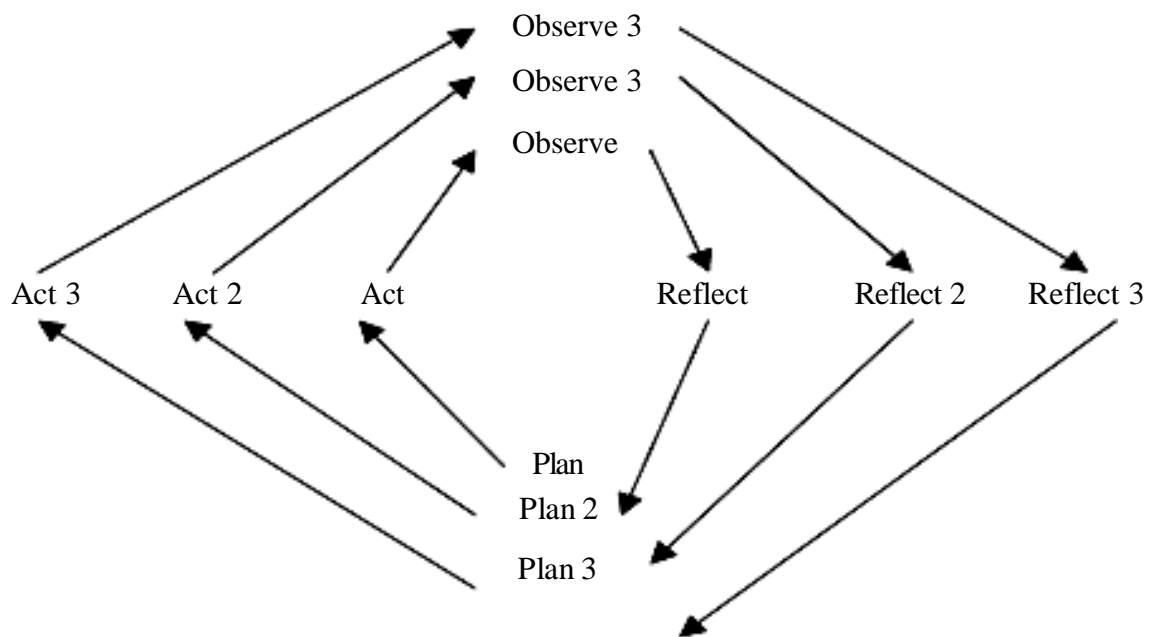 Observe 3
Observe 3
Observe
Act 3 Act 2 Act Reflect Reflect 2 Reflect 3
Plan
Plan 2
Plan 3